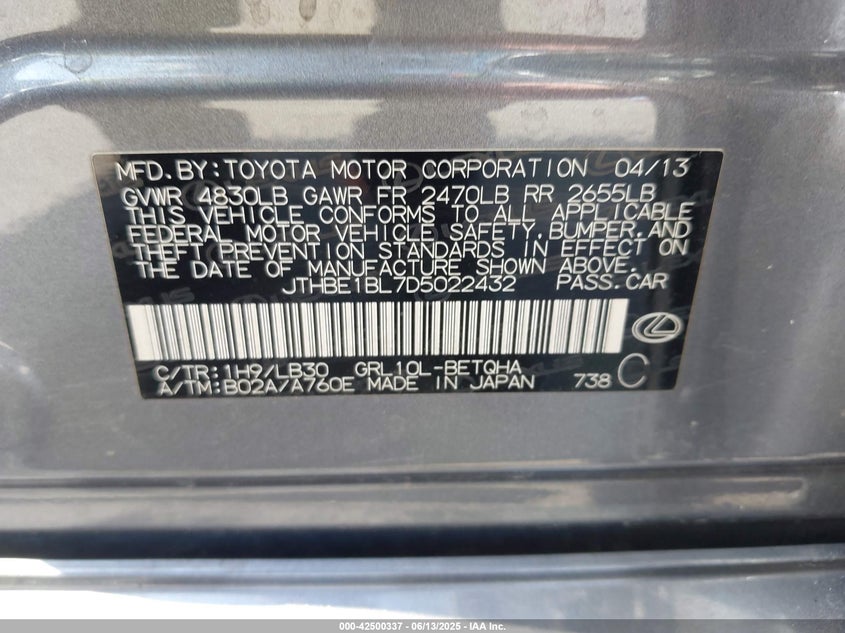 MFD.BY:TOYOTA MOTOR CORPORATION 04/13
GVWR 4830LB GAWR FR 2470LB RR 2655LB
THIS VEHICLE CONFORMS TO ALL APPLICABLE
FEDERAL MOTOR VEHICLE SAFETY,BUMPER,AND
THEFT PREVENTION STANDARDS IN EFFECT ON
THE DATE OF MANUFACTURE SHOWN ABOVE.
JTHBE1BL7D5022432 PASS.CAR
C/TR:1H9/LB30 GRL10L-BETQHA
A/TM:B02A/A760E MADE IN JAPAN 738 C
000-42500337 - 06/13/2025 - IAA Inc.